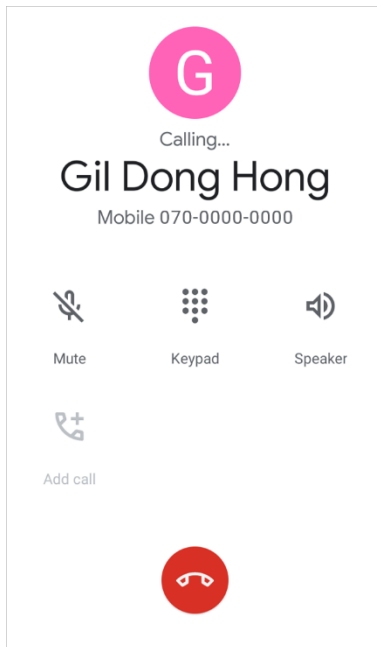 G
Calling...
Gil Dong Hong
Mobile 070-0000-0000
Mute Keypad Speaker
Add call